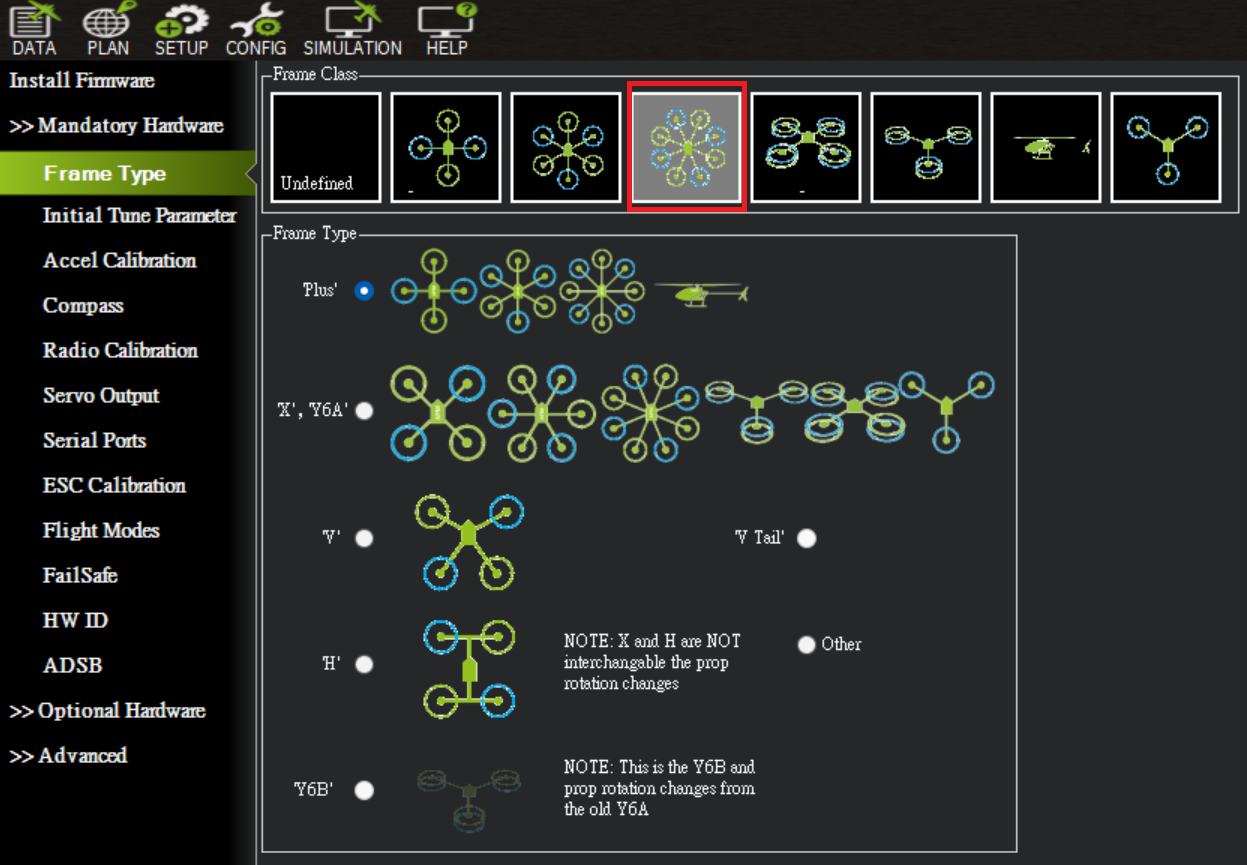 DATA PLAN SETUP CONFIG SIMULATION HELP
Install Firmware
>> Mandatory Hardware
Frame Type
Initial Tune Parameter
Accel Calibration
Compass
Radio Calibration
Servo Output
Serial Ports
ESC Calibration
Flight Modes
FailSafe
HW ID
ADSB
>> Optional Hardware
>> Advanced
Frame Class
Undefined
Frame Type
'Plus'
'X', 'Y6A'
'V'
'V Tail'
'H'
NOTE: X and H are NOT
interchangable the prop
rotation changes
Other
'Y6B'
NOTE: This is the Y6B and
prop rotation changes from
the old Y6A